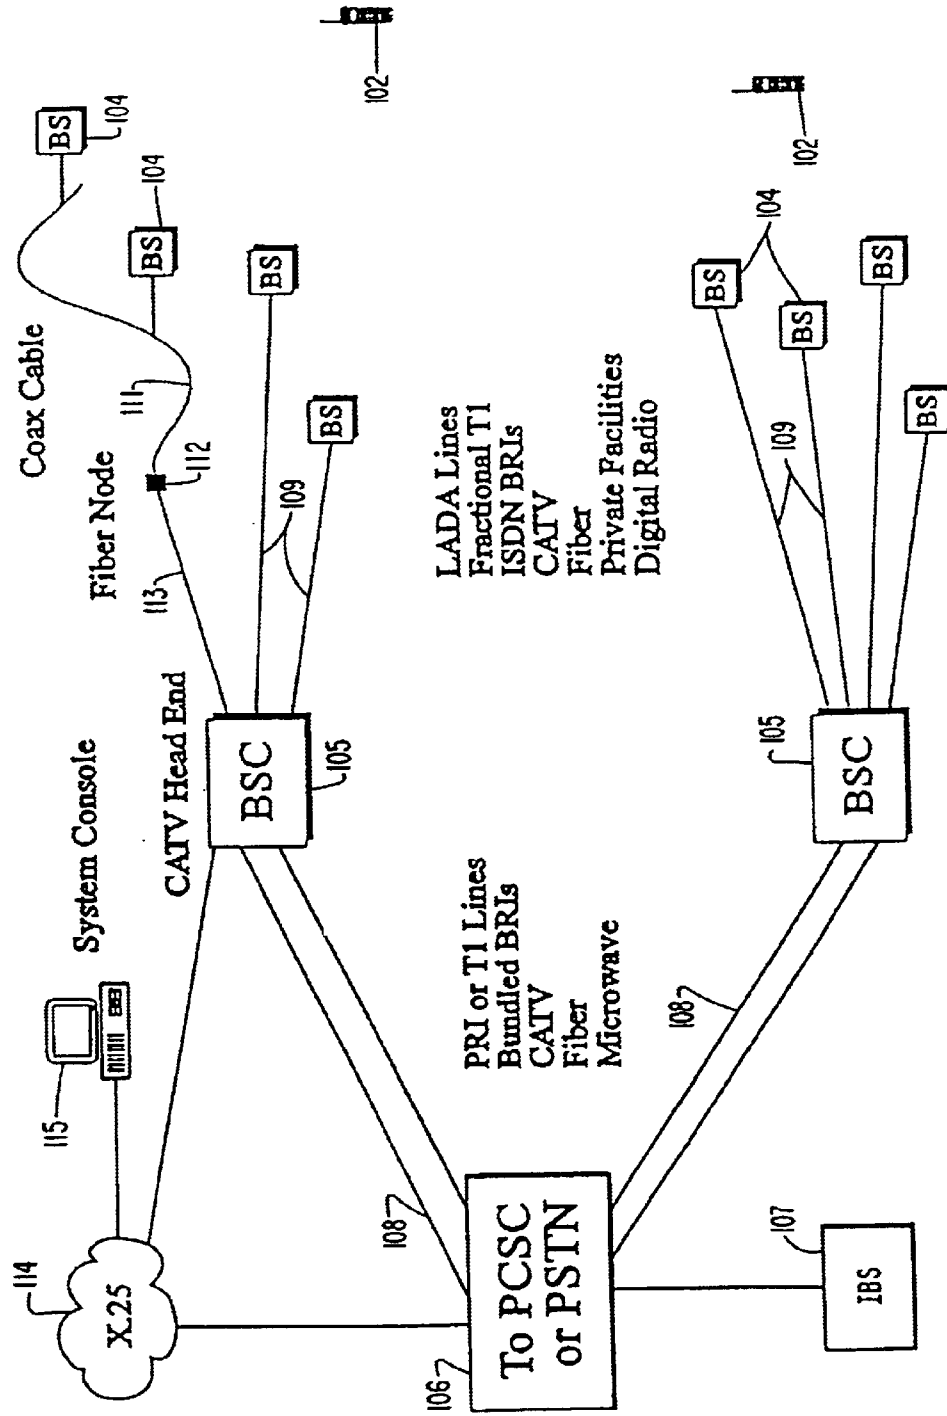 Coax Cable
114
115
BS
System Console
Fiber Node
104
X.25
111
BS
104
113
CATV Head End
112
BSC
BS
109
105
BS
102
108
106
LADA Lines
Fractional T1
ISDN BRIs
CATV
Fiber
Private Facilities
Digital Radio
PRI or T1 Lines
Bundled BRIs
CATV
Fiber
Microwave
To PCSC
or PSTN
108
BS
104
109
BS
105
107
102
BSC
IBS
BS
BS